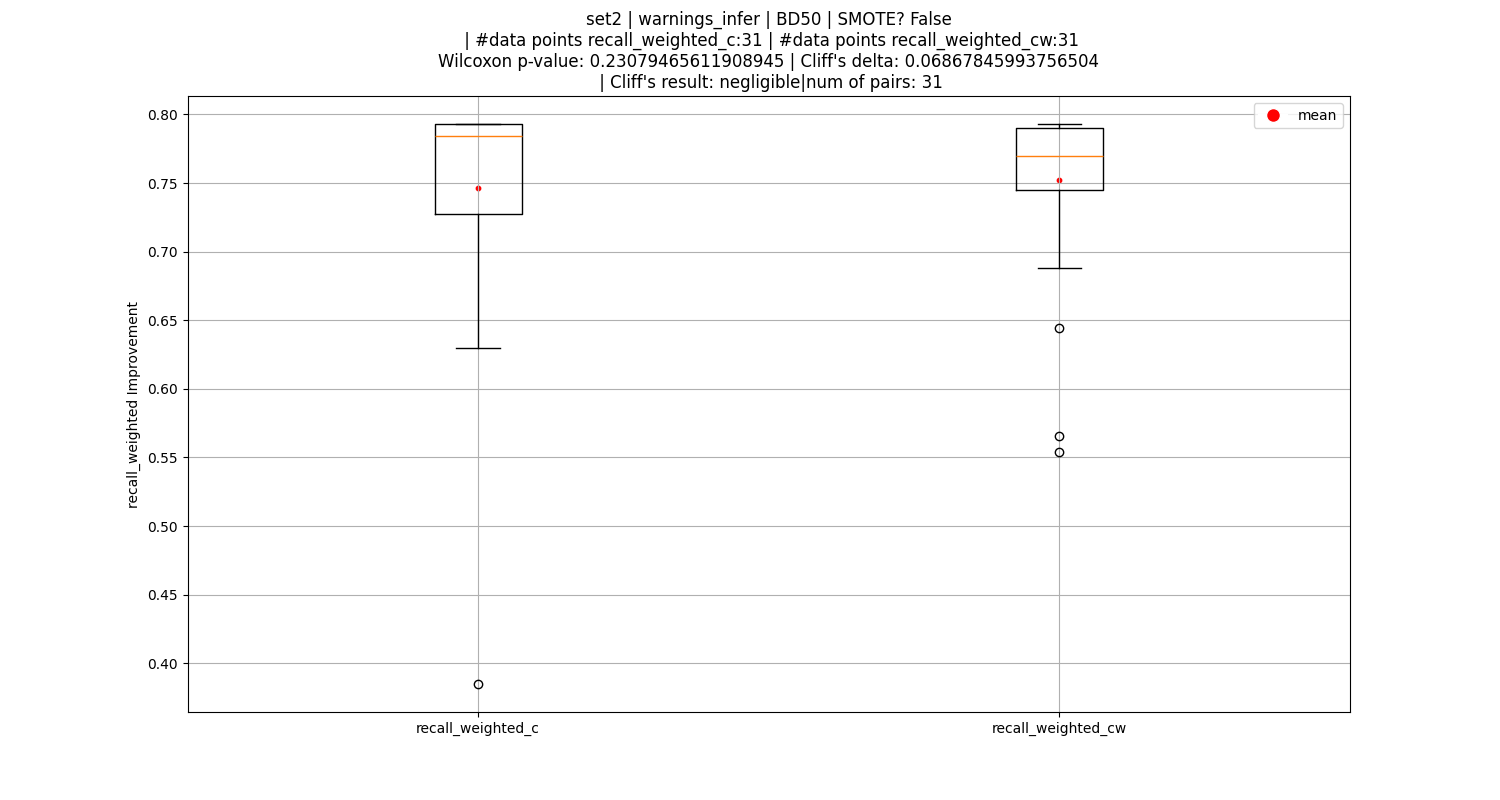 set2 | warnings_infer | BD50 | SMOTE? False
| #data points recall_weighted_c:31 | #data points recall_weighted_cw:31
Wilcoxon p-value: 0.23079465611908945 | Cliff's delta: 0.06867845993756504
| Cliff's result: negligible|num of pairs: 31
mean
recall_weighted Improvement
0.80
0.75
0.70
0.65
0.60
0.55
0.50
0.45
0.40
recall_weighted_c
recall_weighted_cw